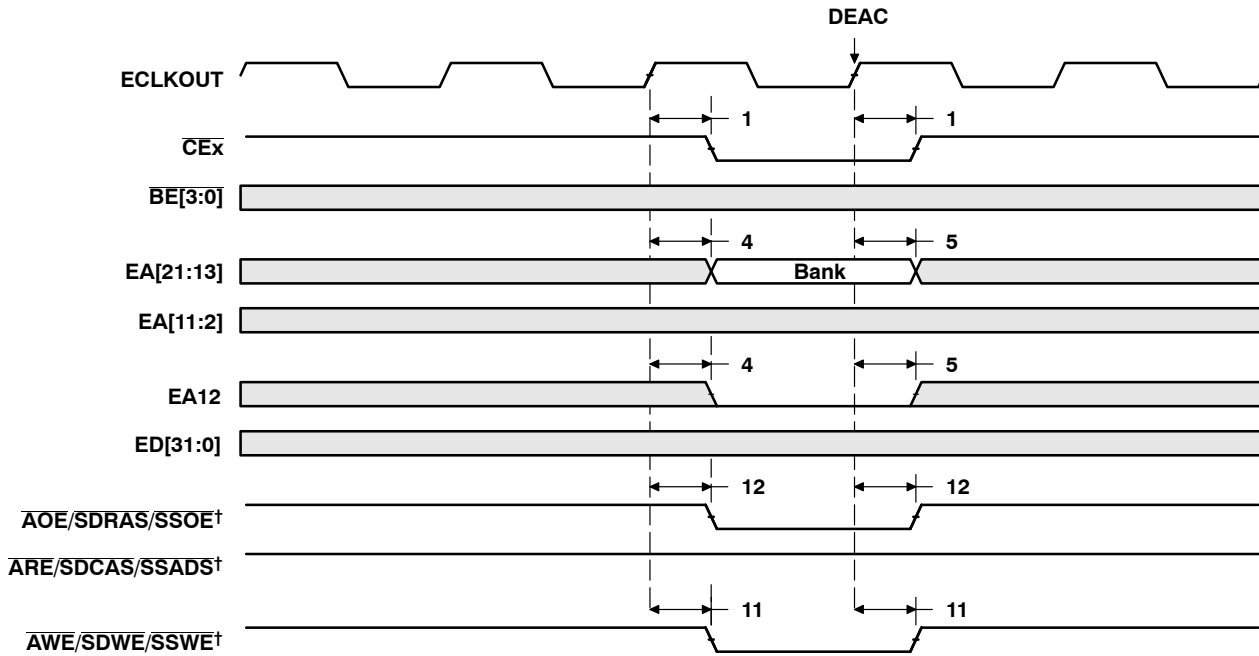 DEAC
ECLKOUT
1 1
CEx
BE[3:0]
4 5
EA[21:13] Bank
EA[11:2]
4 5
EA12
ED[31:0]
12 12
AOE/SDRAS/SSOE†
ARE/SDCAS/SSADS†
11 11
AWE/SDWE/SSWE†